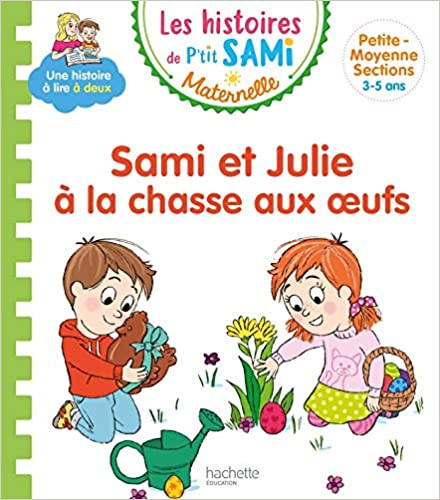 Les histoires
de P'tit SAMi
Maternelle
Une histoire
à lire à deux
Petite -
Moyenne
Sections
3-5 ans
Sami et Julie
à la chasse aux œufs
hachette
ÉDUCATION